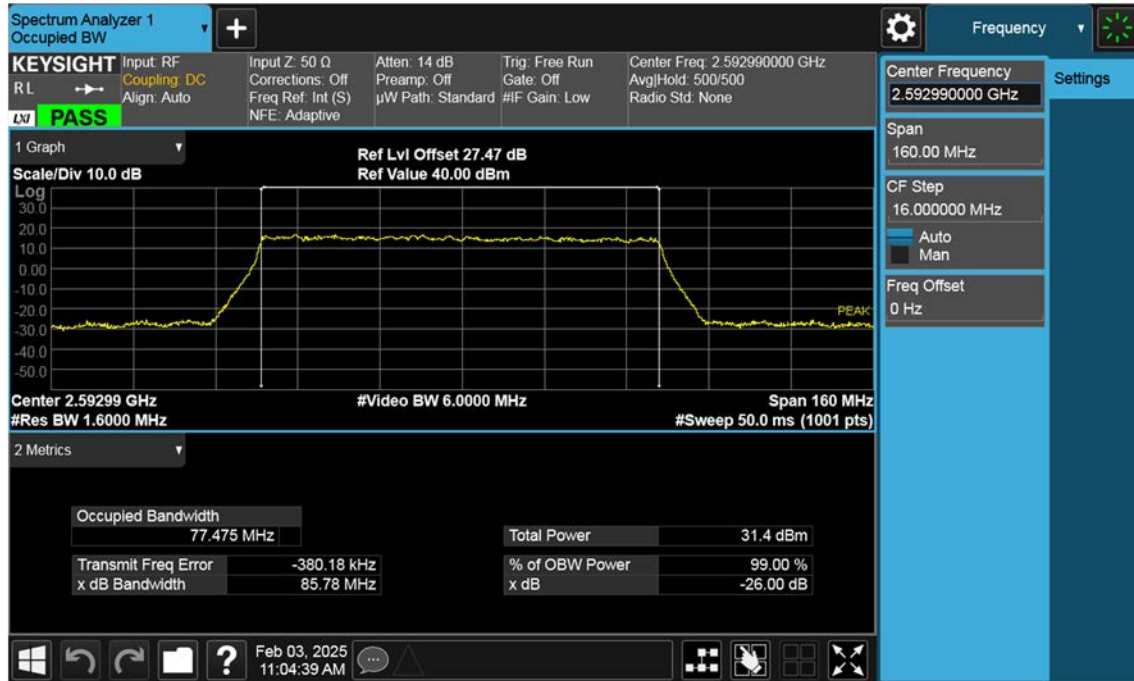 Spectrum Analyzer 1
Occupied BW
Frequency
KEYSIGHT
R L
LXI
PASS
Input: RF
Coupling: DC
Align: Auto
Input Z: 50 Ω
Corrections: Off
Freq Ref: Int (S)
NFE: Adaptive
Atten: 14 dB
Preamp: Off
µW Path: Standard
Trig: Free Run
Gate: Off
#IF Gain: Low
Center Freq: 2.592990000 GHz
Avg|Hold: 500/500
Radio Std: None
1 Graph
Scale/Div 10.0 dB
Ref Lvl Offset 27.47 dB
Ref Value 40.00 dBm
Log
30.0
20.0
10.0
0.00
-10.0
-20.0
-30.0
-40.0
-50.0
PEAK
Center 2.59299 GHz
#Video BW 6.0000 MHz
Span 160 MHz
#Res BW 1.6000 MHz
#Sweep 50.0 ms (1001 pts)
2 Metrics
Occupied Bandwidth
77.475 MHz
Total Power 31.4 dBm
Transmit Freq Error -380.18 kHz
% of OBW Power 99.00 %
x dB Bandwidth 85.78 MHz
x dB -26.00 dB
Center Frequency
2.592990000 GHz
Settings
Span
160.00 MHz
CF Step
16.000000 MHz
Auto
Man
Freq Offset
0 Hz
?
Feb 03, 2025
11:04:39 AM